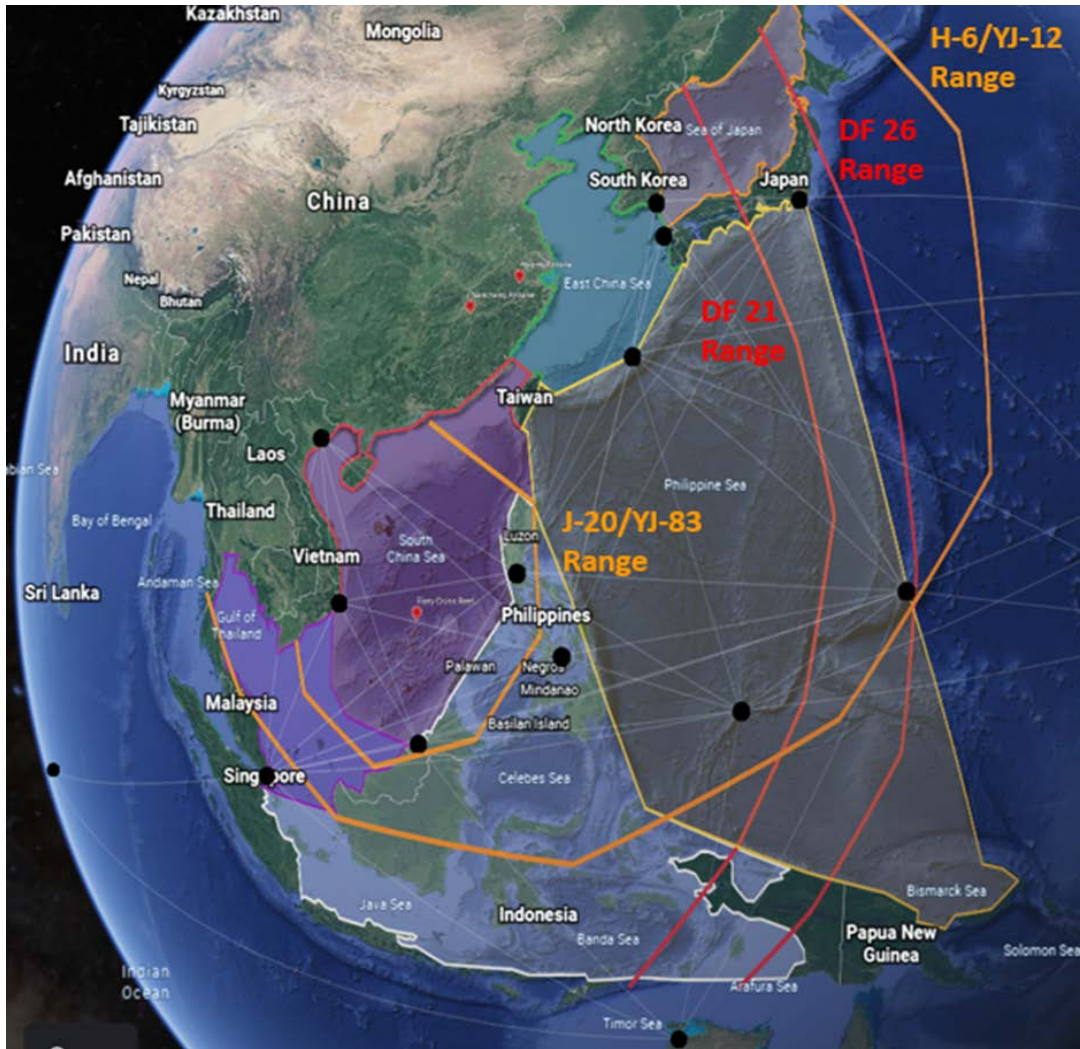 Kazakhstan
Mongolia
H-6/YJ-12
Range
Kyrgyzstan
Tajikistan
North Korea
Sea of Japan
DF 26
Range
Afghanistan
South Korea
Japan
China
Pakistan
Nepal
Bhutan
East China Sea
DF 21
Range
India
Myanmar
(Burma)
Taiwan
Laos
Philippine Sea
Thailand
Bay of Bengal
J-20/YJ-83
Range
Luzon
South
China Sea
Vietnam
Andaman Sea
Sri Lanka
Gulf of
Thailand
Philippines
Palawan
Negros
Mindanao
Malaysia
Basilan Island
Singapore
Celebes Sea
Bismarck Sea
Java Sea
Indonesia
Banda Sea
Papua New
Guinea
Solomon Sea
Indian
Ocean
Arafura Sea
Timor Sea